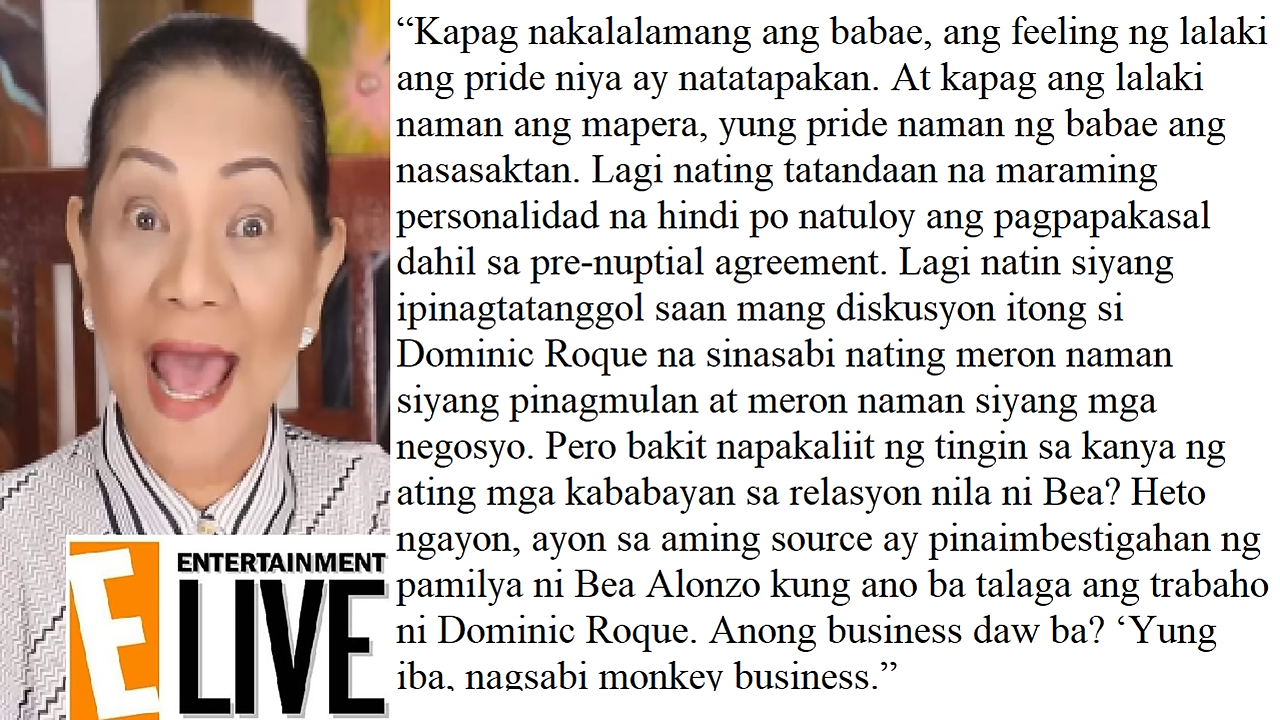 “Kapag nakalalamang ang babae, ang feeling ng lalaki
ang pride niya ay natatapakan. At kapag ang lalaki
naman ang mapera, yung pride naman ng babae ang
nasasaktan. Lagi nating tatandaan na maraming
personalidad na hindi po natuloy ang pagpapakasal
dahil sa pre-nuptial agreement. Lagi natin siyang
ipinagtatanggol saan mang diskusyon itong si
Dominic Roque na sinasabi nating meron naman
siyang pinagmulan at meron naman siyang mga
negosyo. Pero bakit napakaliit ng tingin sa kanya ng
ating mga kababayan sa relasyon nila ni Bea? Heto
ngayon, ayon sa aming source ay pinaimbestigahan ng
pamilya ni Bea Alonzo kung ano ba talaga ang trabaho
ni Dominic Roque. Anong business daw ba? ‘Yung
iba, nagsabi monkey business.”
E
ENTERTAINMENT
LIVE